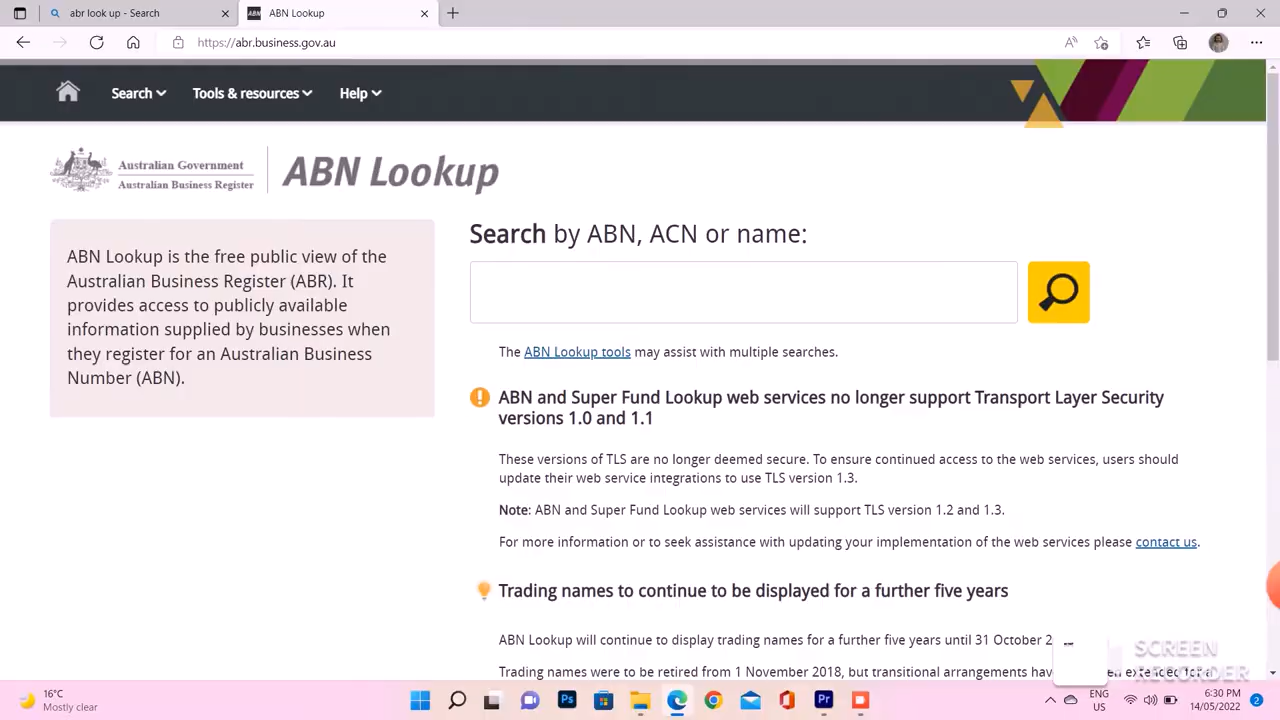 abr look up - Search
ABN Lookup
https://abr.business.gov.au
Search
Tools & resources
Help
Australian Government
Australian Business Register
ABN Lookup
ABN Lookup is the free public view of the
Australian Business Register (ABR). It
provides access to publicly available
information supplied by businesses when
they register for an Australian Business
Number (ABN).
Search by ABN, ACN or name:
The ABN Lookup tools may assist with multiple searches.
ABN and Super Fund Lookup web services no longer support Transport Layer Security
versions 1.0 and 1.1
These versions of TLS are no longer deemed secure. To ensure continued access to the web services, users should
update their web service integrations to use TLS version 1.3.
Note: ABN and Super Fund Lookup web services will support TLS version 1.2 and 1.3.
For more information or to seek assistance with updating your implementation of the web services please contact us.
Trading names to continue to be displayed for a further five years
ABN Lookup will continue to display trading names for a further five years until 31 October
Trading names were to be retired from 1 November 2018, but transitional arrangements
SCREEN
RECORDER
16°C
Mostly clear
Ps
Pr
ENG
US
6:30 PM
14/05/2022
2